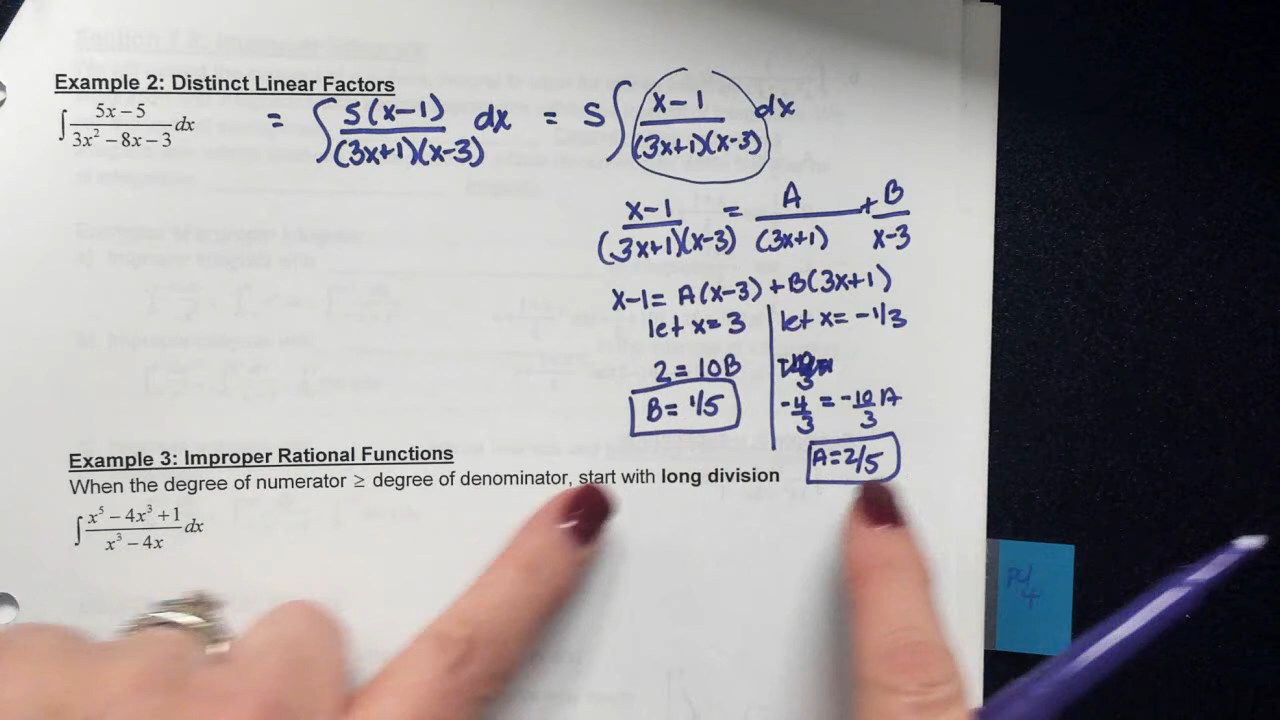 Example 2: Distinct Linear Factors
∫ (5x − 5)/(3x² − 8x − 3) dx = ∫ 5(x−1)/((3x+1)(x−3)) dx = 5∫ (x−1)/((3x+1)(x−3)) dx
(x−1)/((3x+1)(x−3)) = A/(3x+1) + B/(x−3)
x−1 = A(x−3) + B(3x+1)
let x = 3
2 = 10B
B = 1/5
let x = −1/3
−4/3 = −10/3 A
A = 2/5
Example 3: Improper Rational Functions
When the degree of numerator ≥ degree of denominator, start with long division
∫ (x⁵ − 4x³ + 1)/(x³ − 4x) dx